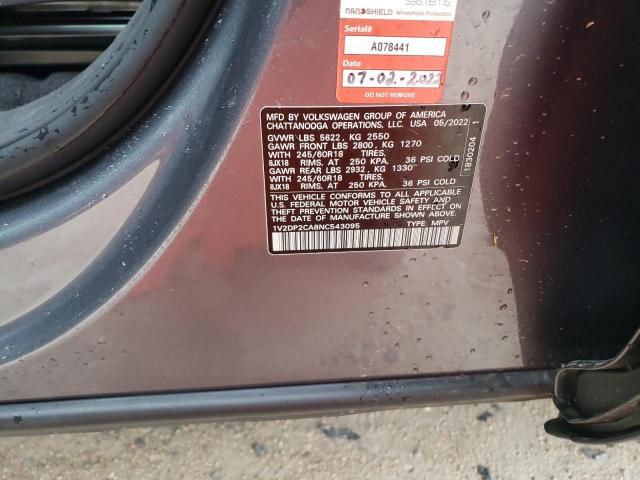 SYSTEMS
NANOSHIELD Windshield Protection
Serial#
A078441
Date
07-02-2022
DO NOT REMOVE
MFD BY VOLKSWAGEN GROUP OF AMERICA
CHATTANOOGA OPERATIONS, LLC. USA 05/2022
GVWR LBS 5622, KG 2550
GAWR FRONT LBS 2800, KG 1270
WITH 245/60R18 TIRES,
8JX18 RIMS, AT 250 KPA, 36 PSI COLD
GAWR REAR LBS 2932, KG 1330
WITH 245/60R18 TIRES,
8JX18 RIMS, AT 250 KPA, 36 PSI COLD
THIS VEHICLE CONFORMS TO ALL APPLICABLE
U.S. FEDERAL MOTOR VEHICLE SAFETY AND
THEFT PREVENTION STANDARDS IN EFFECT ON
THE DATE OF MANUFACTURE SHOWN ABOVE.
1V2DP2CA8NC543095 TYPE: MPV
1830204 1